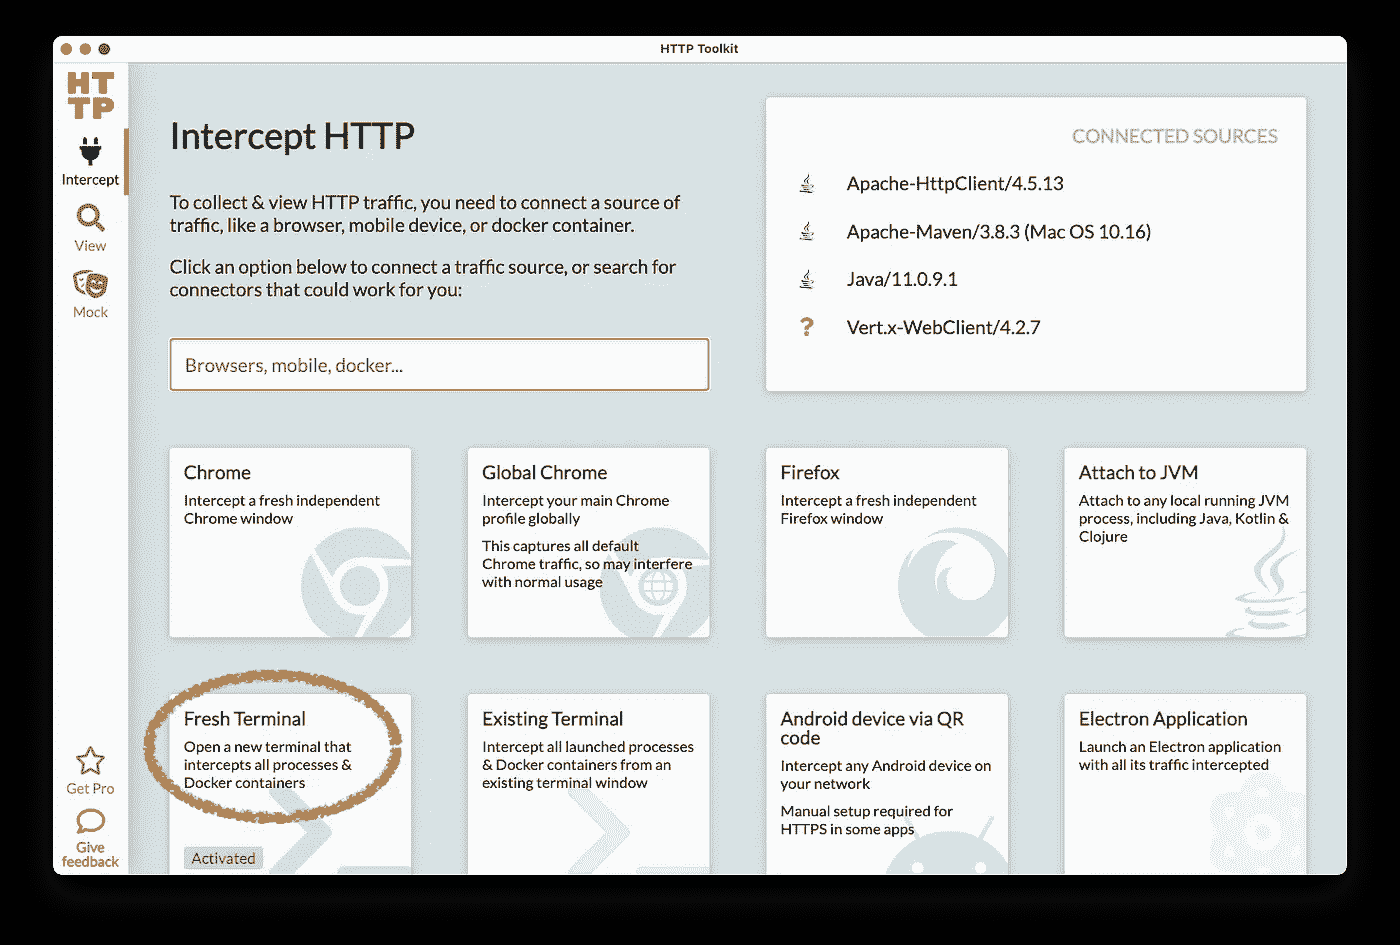 HTTP Toolkit
HT
TP
Intercept
View
Mock
Get Pro
Give
feedback
Intercept HTTP
To collect & view HTTP traffic, you need to connect a source of
traffic, like a browser, mobile device, or docker container.
Click an option below to connect a traffic source, or search for
connectors that could work for you:
Browsers, mobile, docker...
CONNECTED SOURCES
Apache-HttpClient/4.5.13
Apache-Maven/3.8.3 (Mac OS 10.16)
Java/11.0.9.1
? Vert.x-WebClient/4.2.7
Chrome
Intercept a fresh independent
Chrome window
Global Chrome
Intercept your main Chrome
profile globally
This captures all default
Chrome traffic, so may interfere
with normal usage
Firefox
Intercept a fresh independent
Firefox window
Attach to JVM
Attach to any local running JVM
process, including Java, Kotlin &
Clojure
Fresh Terminal
Open a new terminal that
intercepts all processes &
Docker containers
Activated
Existing Terminal
Intercept all launched processes
& Docker containers from an
existing terminal window
Android device via QR
code
Intercept any Android device on
your network
Manual setup required for
HTTPS in some apps
Electron Application
Launch an Electron application
with all its traffic intercepted